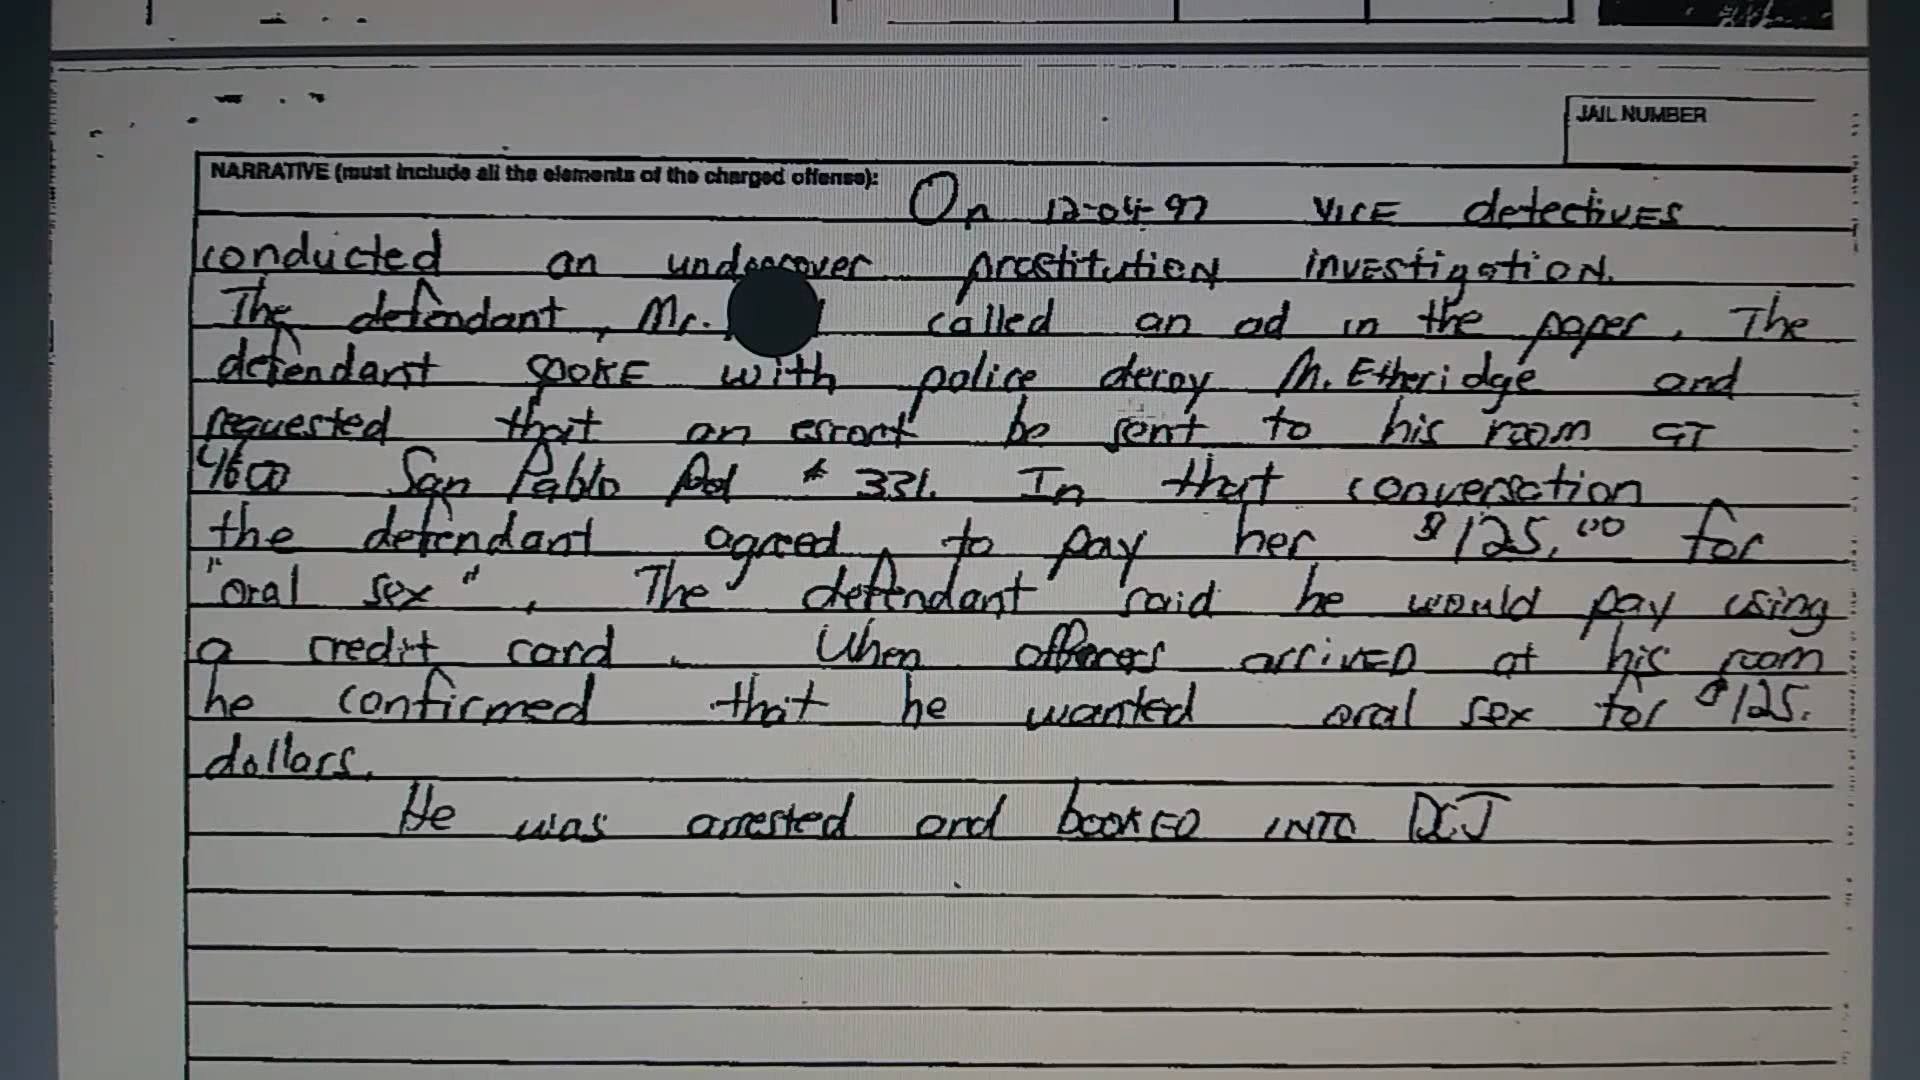 JAIL NUMBER
NARRATIVE (must include all the elements of the charged offense): On 12-04-97 VICE detectives
conducted an undercover prostitution investigation.
The defendant, Mr. called an ad in the paper. The
defendant spoke with police decoy M. Etheridge and
requested that an escort be sent to his room at
4600 San Pablo Rd # 331. In that conversation
the defendant agreed to pay her $125.00 for
"oral sex". The defendant said he would pay using
a credit card. When officers arrived at his room
he confirmed that he wanted oral sex for $125.
dollars.
He was arrested and booked into DCJ